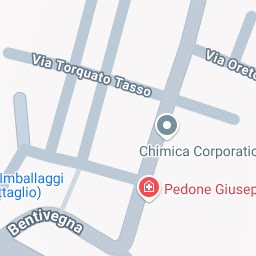 Via Torquato Tasso
Via Oreto
Chimica Corporatio
Pedone Giusep
Imballaggi
ttaglio)
Bentivegna